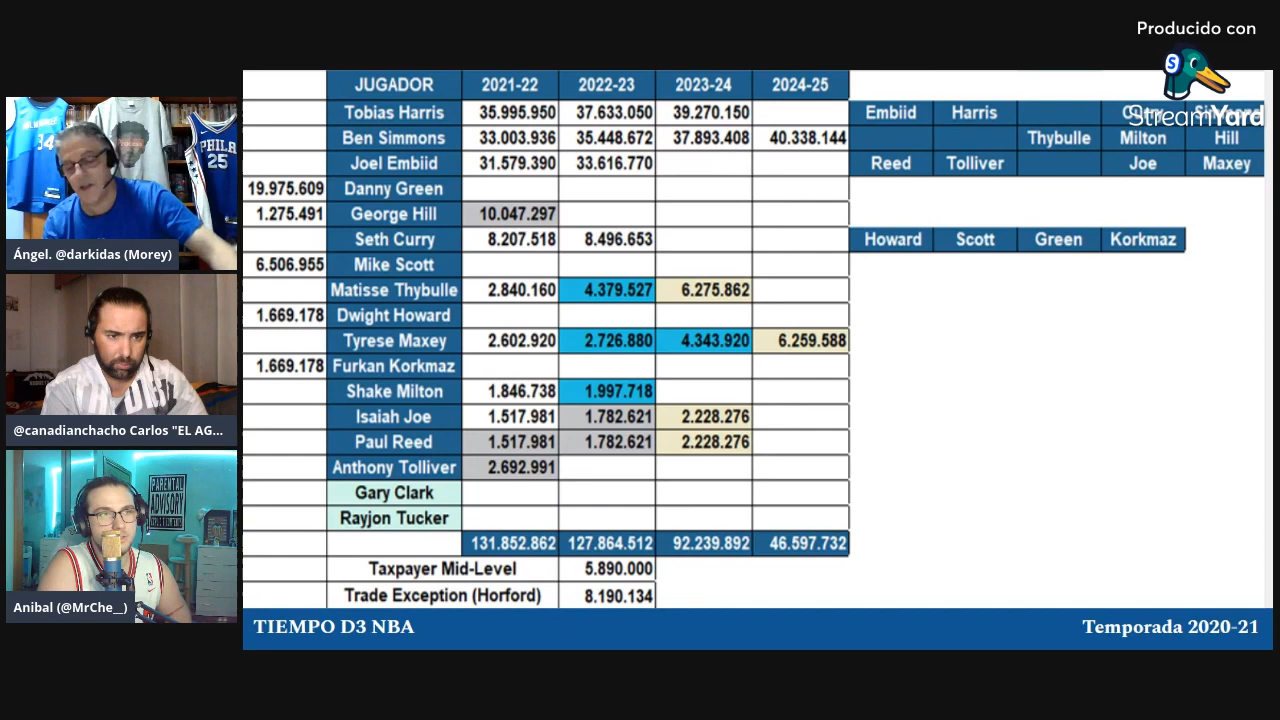 Producido con
StreamYard
JUGADOR 2021-22 2022-23 2023-24 2024-25
Tobias Harris 35.995.950 37.633.050 39.270.150 Embiid Harris
Ben Simmons 33.003.936 35.448.672 37.893.408 40.338.144 Thybulle Milton Hill
Joel Embiid 31.579.390 33.616.770 Reed Tolliver Joe Maxey
19.975.609 Danny Green
1.275.491 George Hill 10.047.297
Seth Curry 8.207.518 8.496.653 Howard Scott Green Korkmaz
6.506.955 Mike Scott
Matisse Thybulle 2.840.160 4.379.527 6.275.862
1.669.178 Dwight Howard
Tyrese Maxey 2.602.920 2.726.880 4.343.920 6.259.588
1.669.178 Furkan Korkmaz
Shake Milton 1.846.738 1.997.718
Isaiah Joe 1.517.981 1.782.621 2.228.276
Paul Reed 1.517.981 1.782.621 2.228.276
Anthony Tolliver 2.692.991
Gary Clark
Rayjon Tucker
131.852.862 127.864.512 92.239.892 46.597.732
Taxpayer Mid-Level 5.890.000
Trade Exception (Horford) 8.190.134
TIEMPO D3 NBA Temporada 2020-21
34
PHILA
25
Ángel. @darkidas (Morey)
@canadianchacho Carlos "EL AG...
PARENTAL
ADVISORY
Anibal (@MrChe__)